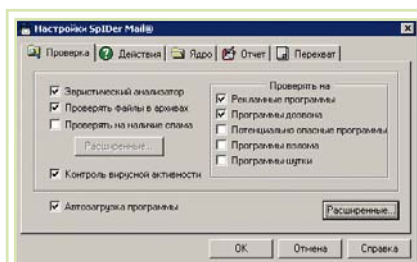 Настройки SpIDer Mail®
Проверка Действия Ядро Отчет Перехват
Эвристический анализатор
Проверять файлы в архивах
Проверять на наличие спама
Расширенные...
Контроль вирусной активности
Проверять на
Рекламные программы
Программы дозвона
Потенциально опасные программы
Программы взлома
Программы-шутки
Автозагрузка программы
Расширенные...
OK Отмена Справка